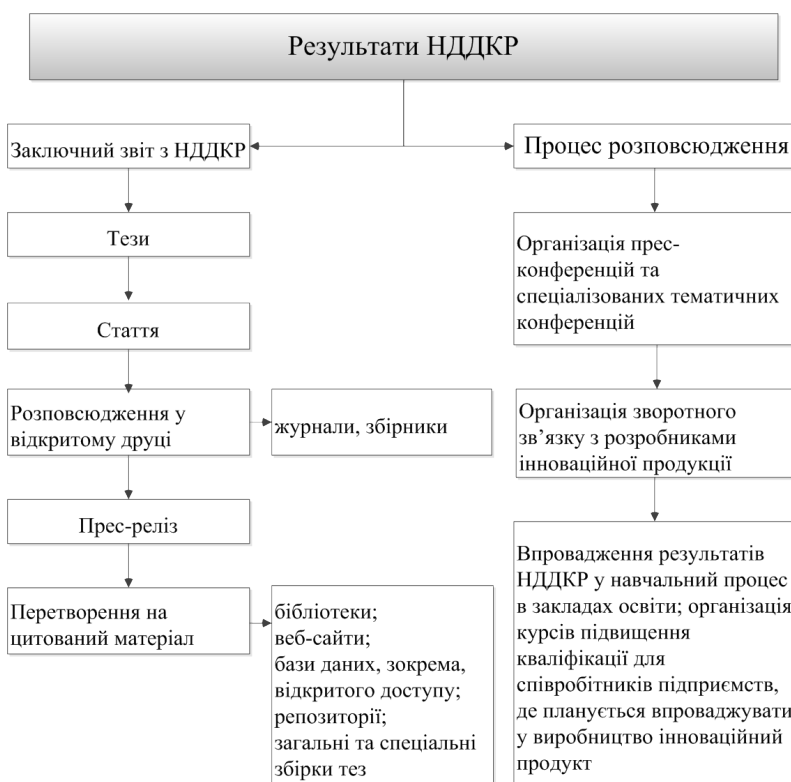 Результати НДДКР
Заключний звіт з НДДКР
Тези
Стаття
Розповсюдження у
відкритому друці
журнали, збірники
Прес-реліз
Перетворення на
цитований матеріал
бібліотеки;
веб-сайти;
бази даних, зокрема,
відкритого доступу;
репозиторії;
загальні та спеціальні
збірки тез
Процес розповсюдження
Організація прес-
конференцій та
спеціалізованих тематичних
конференцій
Організація зворотного
зв’язку з розробниками
інноваційної продукції
Впровадження результатів
НДДКР у навчальний процес
в закладах освіти; організація
курсів підвищення
кваліфікації для
співробітників підприємств,
де планується впроваджувати
у виробництво інноваційний
продукт